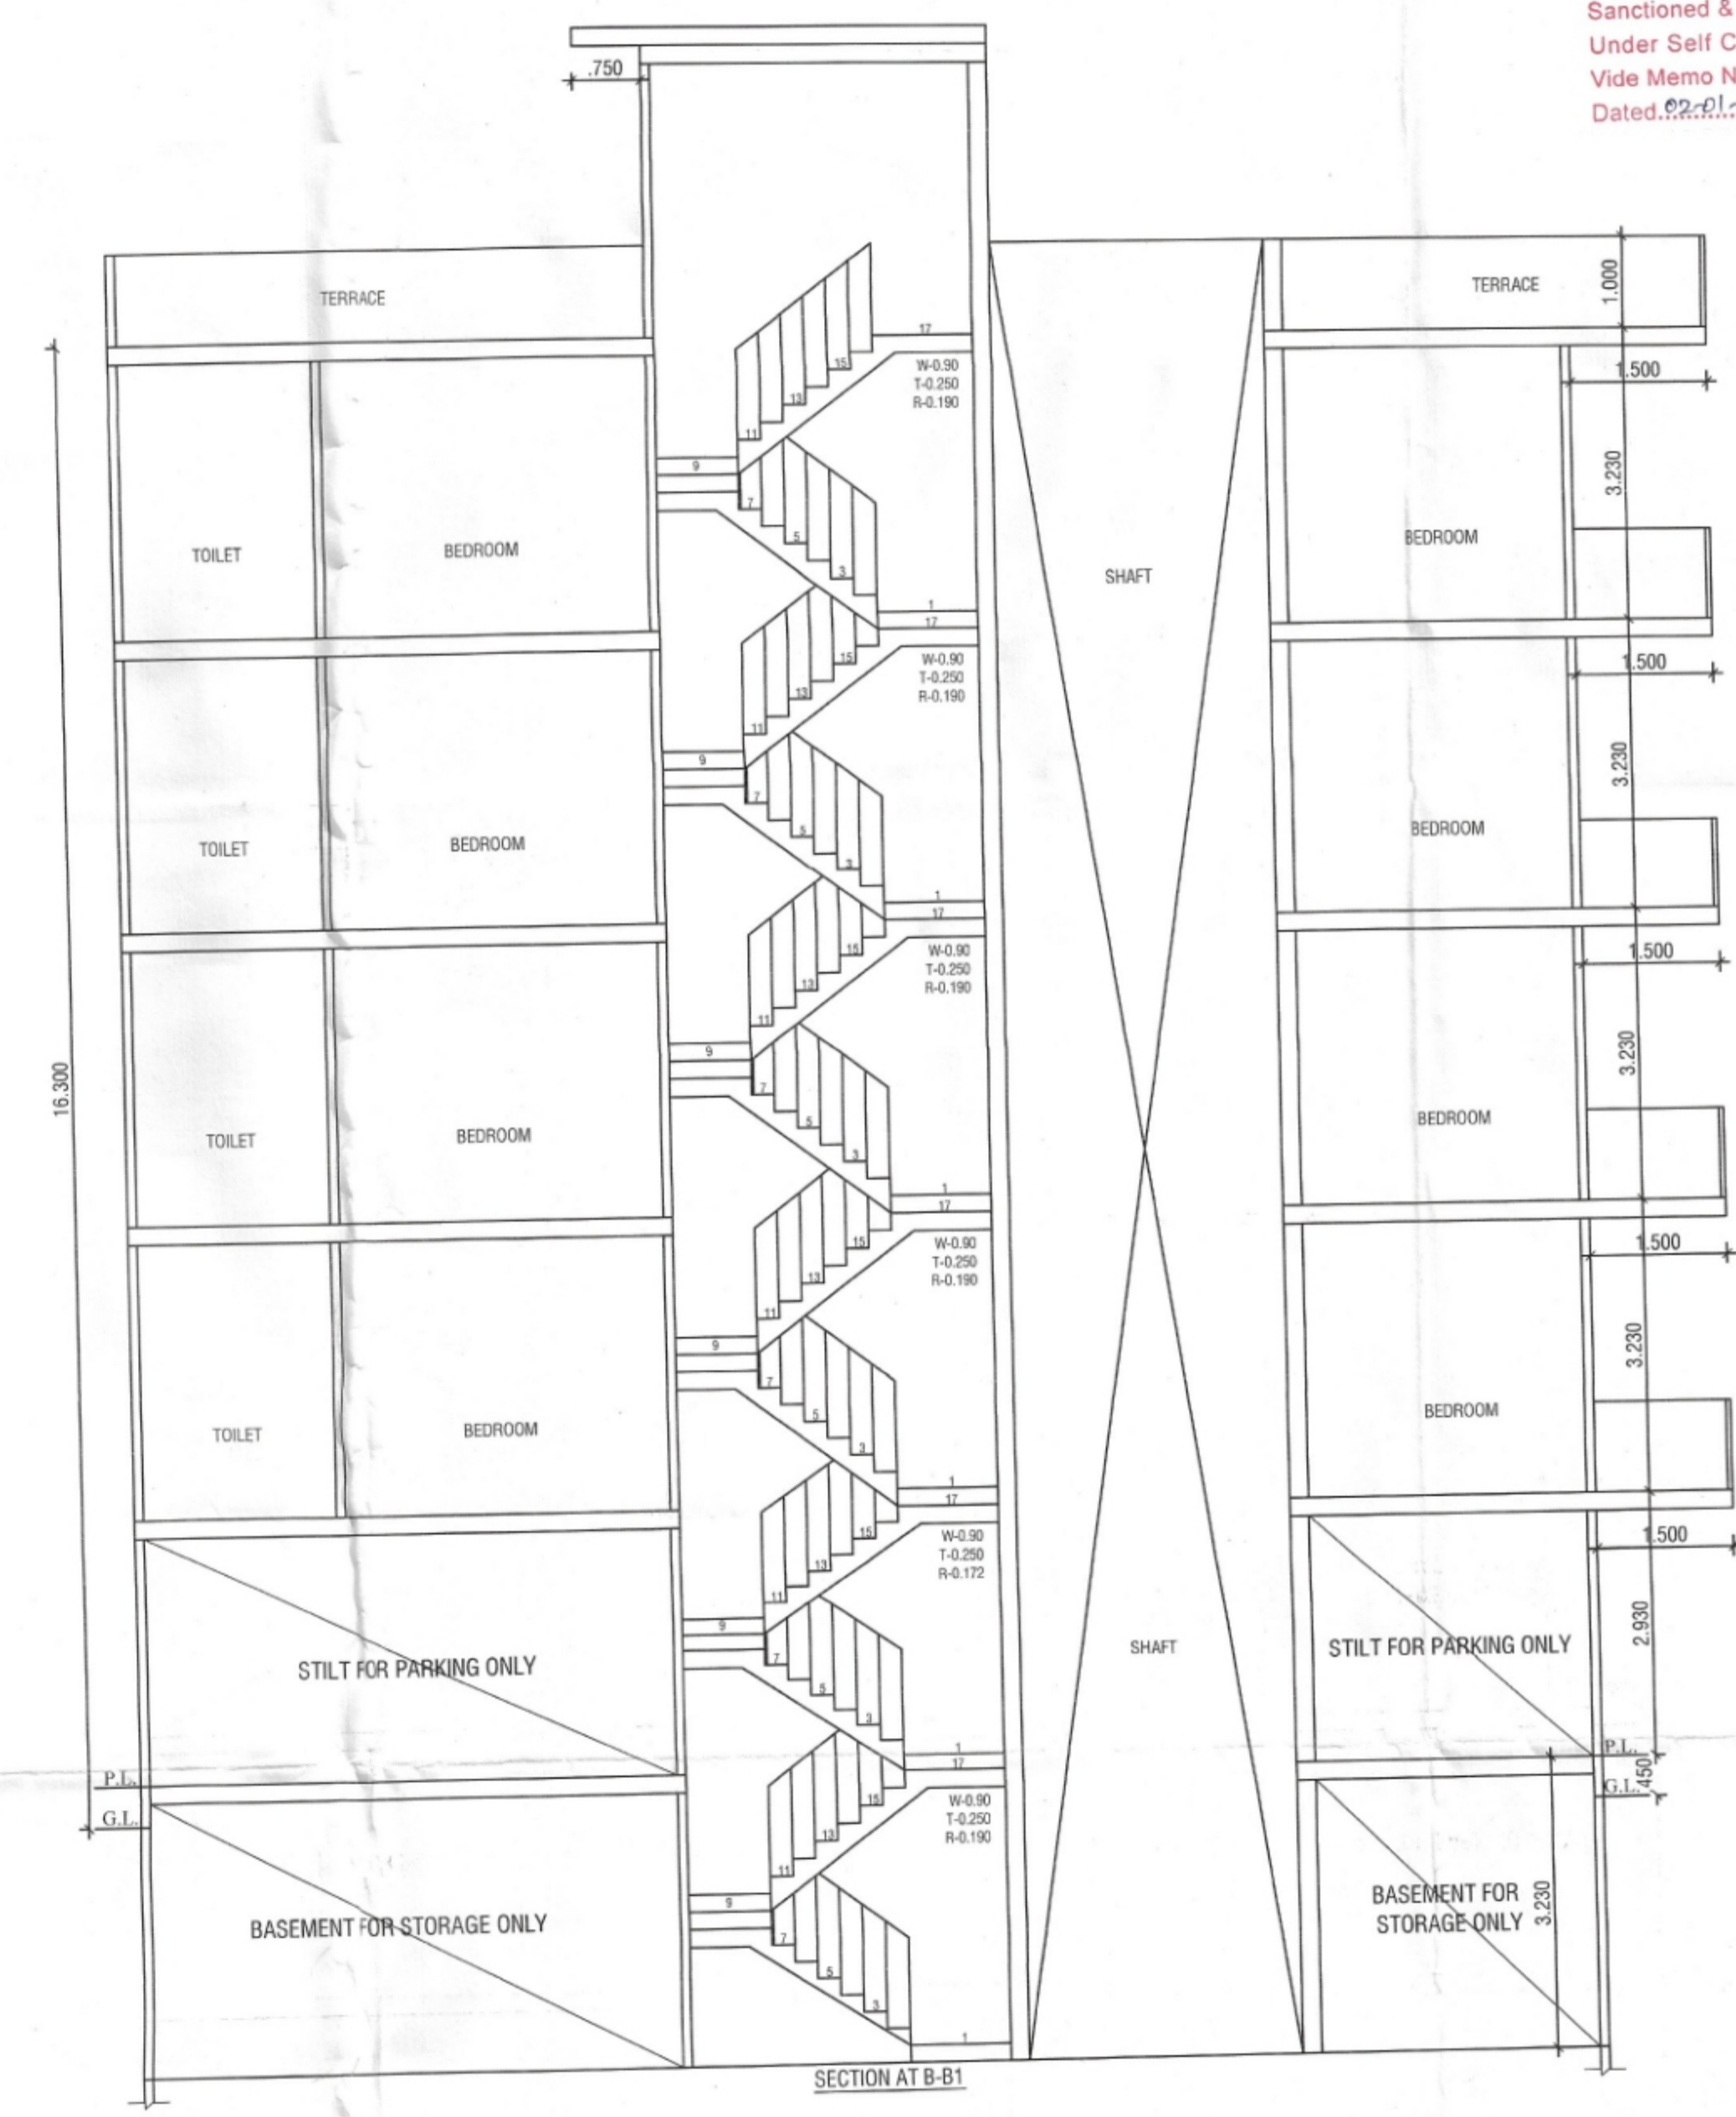 Sanctioned &
Under Self C
Vide Memo N
Dated 02-01-
.750
TERRACE
TERRACE
1.000
17
15
13
11
W-0.90
T-0.250
R-0.190
1.500
9
7
5
3
1
TOILET
BEDROOM
SHAFT
BEDROOM
3.230
17
15
13
11
W-0.90
T-0.250
R-0.190
1.500
9
7
5
3
1
TOILET
BEDROOM
BEDROOM
3.230
17
15
13
11
W-0.90
T-0.250
R-0.190
1.500
9
7
5
3
1
16.300
TOILET
BEDROOM
BEDROOM
3.230
17
15
13
11
W-0.90
T-0.250
R-0.190
1.500
9
7
5
3
1
TOILET
BEDROOM
BEDROOM
3.230
17
15
13
11
W-0.90
T-0.250
R-0.172
1.500
9
7
5
3
1
STILT FOR PARKING ONLY
SHAFT
STILT FOR PARKING ONLY
2.930
P.L.
G.L.
P.L.
G.L.
.450
17
15
13
11
W-0.90
T-0.250
R-0.190
9
7
5
3
1
BASEMENT FOR STORAGE ONLY
BASEMENT FOR
STORAGE ONLY
3.230
SECTION AT B-B1